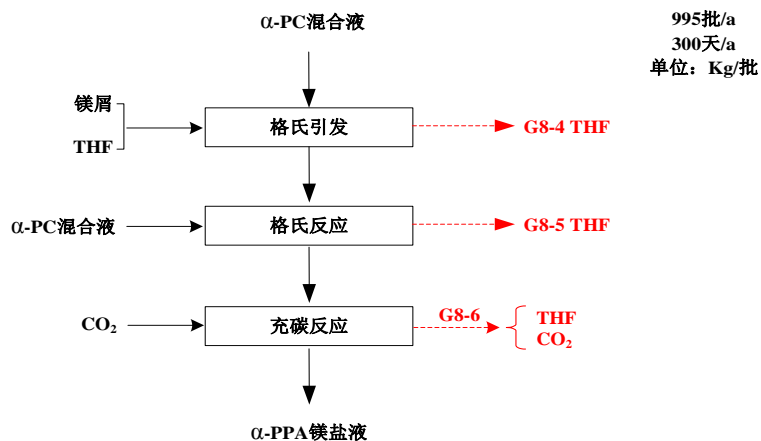 α-PC混合液
995批/a
300天/a
单位：Kg/批
镁屑
THF
格氏引发
G8-4 THF
α-PC混合液
格氏反应
G8-5 THF
CO₂
充碳反应
G8-6
THF
CO₂
α-PPA镁盐液